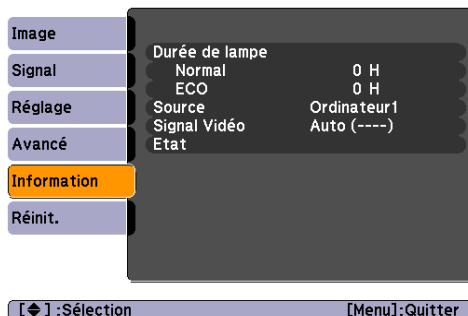 Image
Signal
Réglage
Avancé
Information
Réinit.
Durée de lampe
Normal 0 H
ECO 0 H
Source Ordinateur1
Signal Vidéo Auto (----)
Etat
[◆] :Sélection [Menu]:Quitter